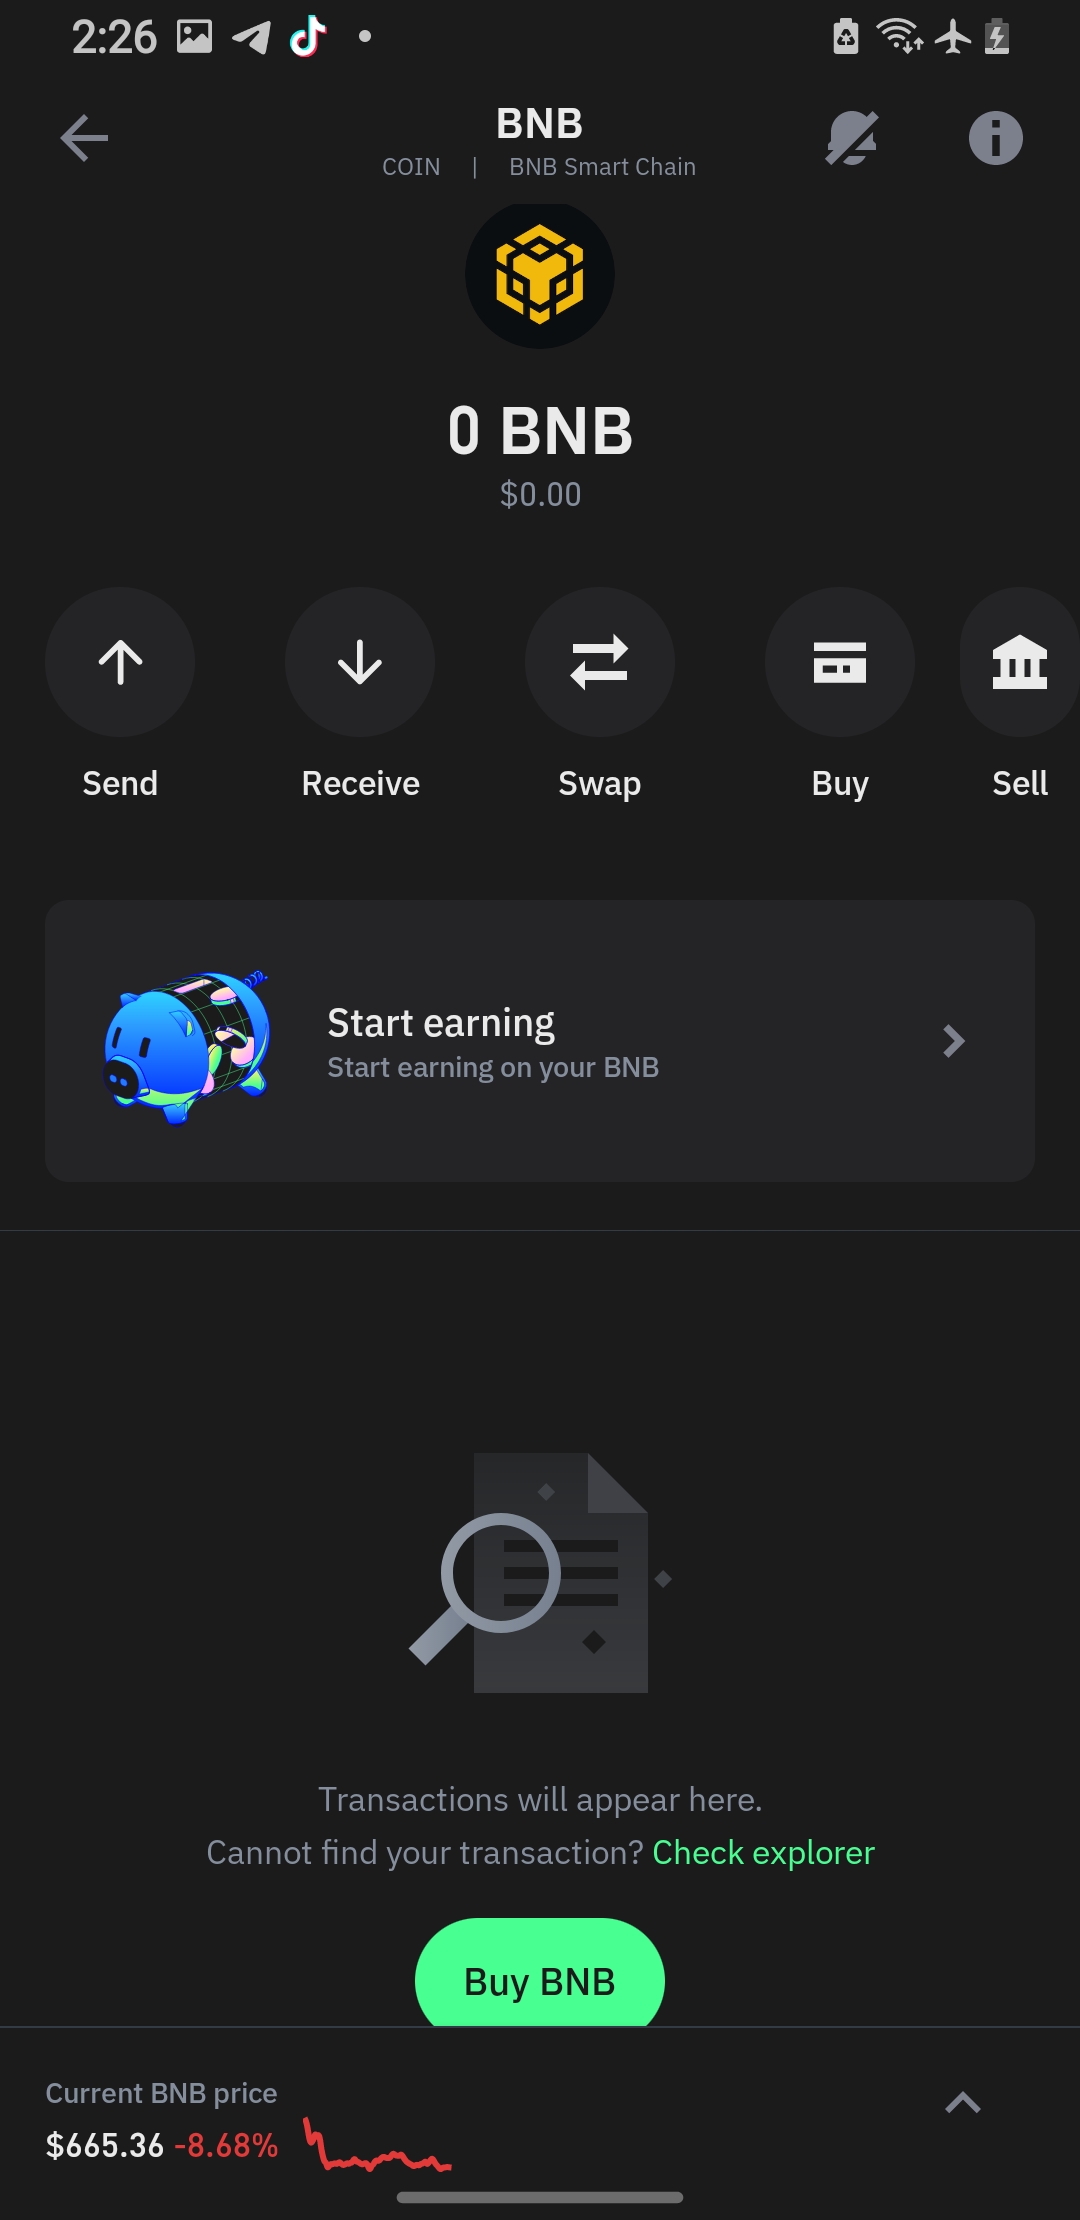 2:26
BNB
COIN | BNB Smart Chain
0 BNB
$0.00
Send Receive Swap Buy Sell
Start earning
Start earning on your BNB
Transactions will appear here.
Cannot find your transaction? Check explorer
Buy BNB
Current BNB price
$665.36 -8.68%